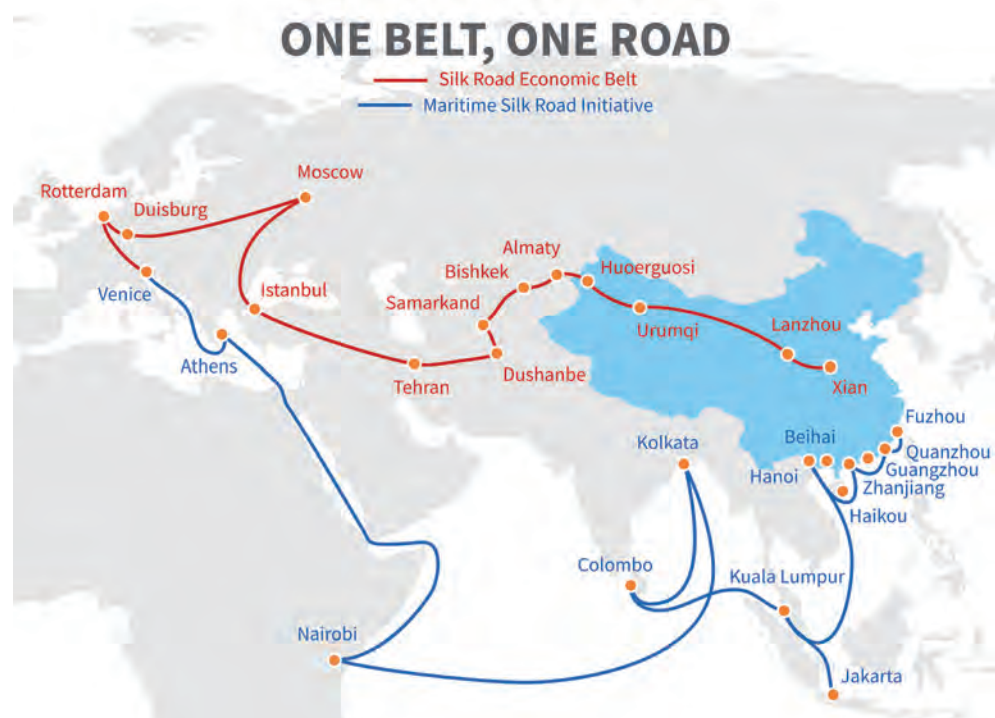 ONE BELT, ONE ROAD
Silk Road Economic Belt
Maritime Silk Road Initiative
Moscow
Rotterdam
Duisburg
Almaty
Huoerguosi
Bishkek
Venice
Istanbul
Samarkand
Urumqi
Lanzhou
Athens
Tehran
Dushanbe
Xian
Fuzhou
Kolkata
Beihai
Quanzhou
Hanoi
Guangzhou
Zhanjiang
Haikou
Colombo
Kuala Lumpur
Nairobi
Jakarta